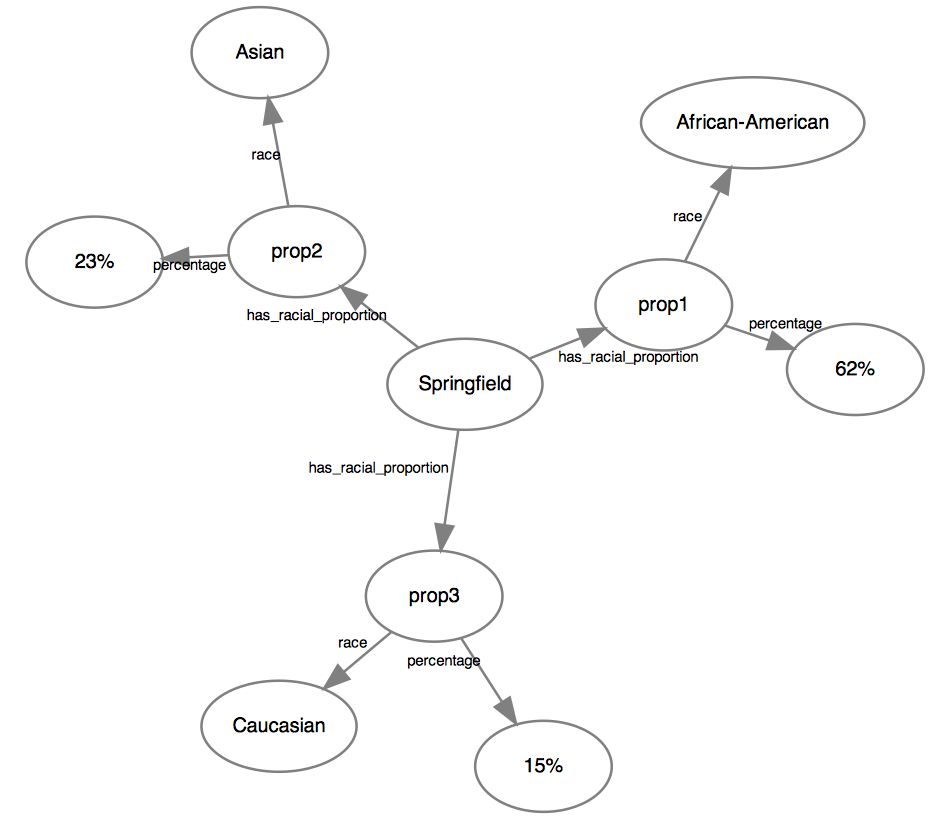 Asian
African-American
race
race
prop2
23%
percentage
prop1
has_racial_proportion
percentage
has_racial_proportion
62%
Springfield
has_racial_proportion
prop3
race
percentage
Caucasian
15%